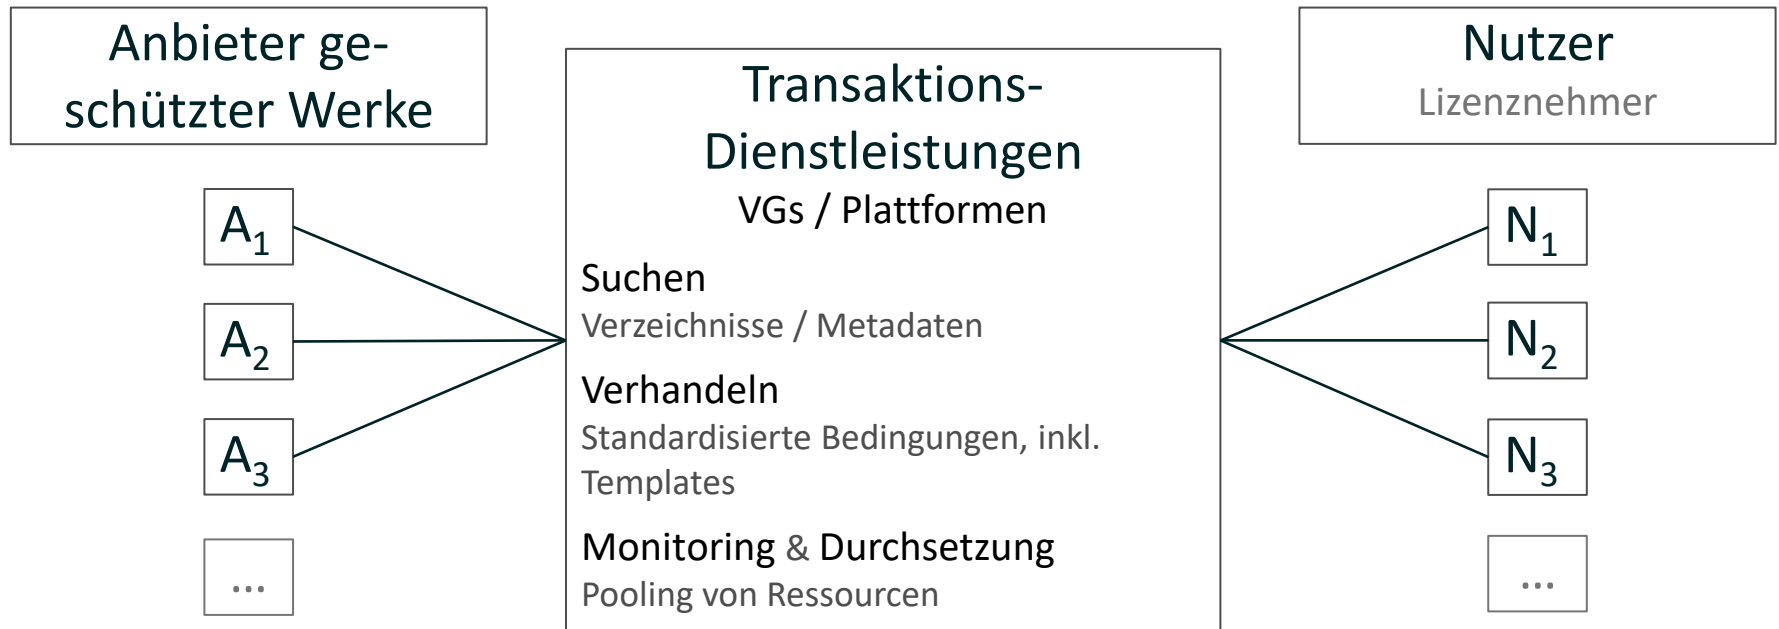 Anbieter ge-
schützter Werke
A1
A2
A3
...
Transaktions-
Dienstleistungen
VGs / Plattformen
Suchen
Verzeichnisse / Metadaten
Verhandeln
Standardisierte Bedingungen, inkl.
Templates
Monitoring & Durchsetzung
Pooling von Ressourcen
Nutzer
Lizenznehmer
N1
N2
N3
...